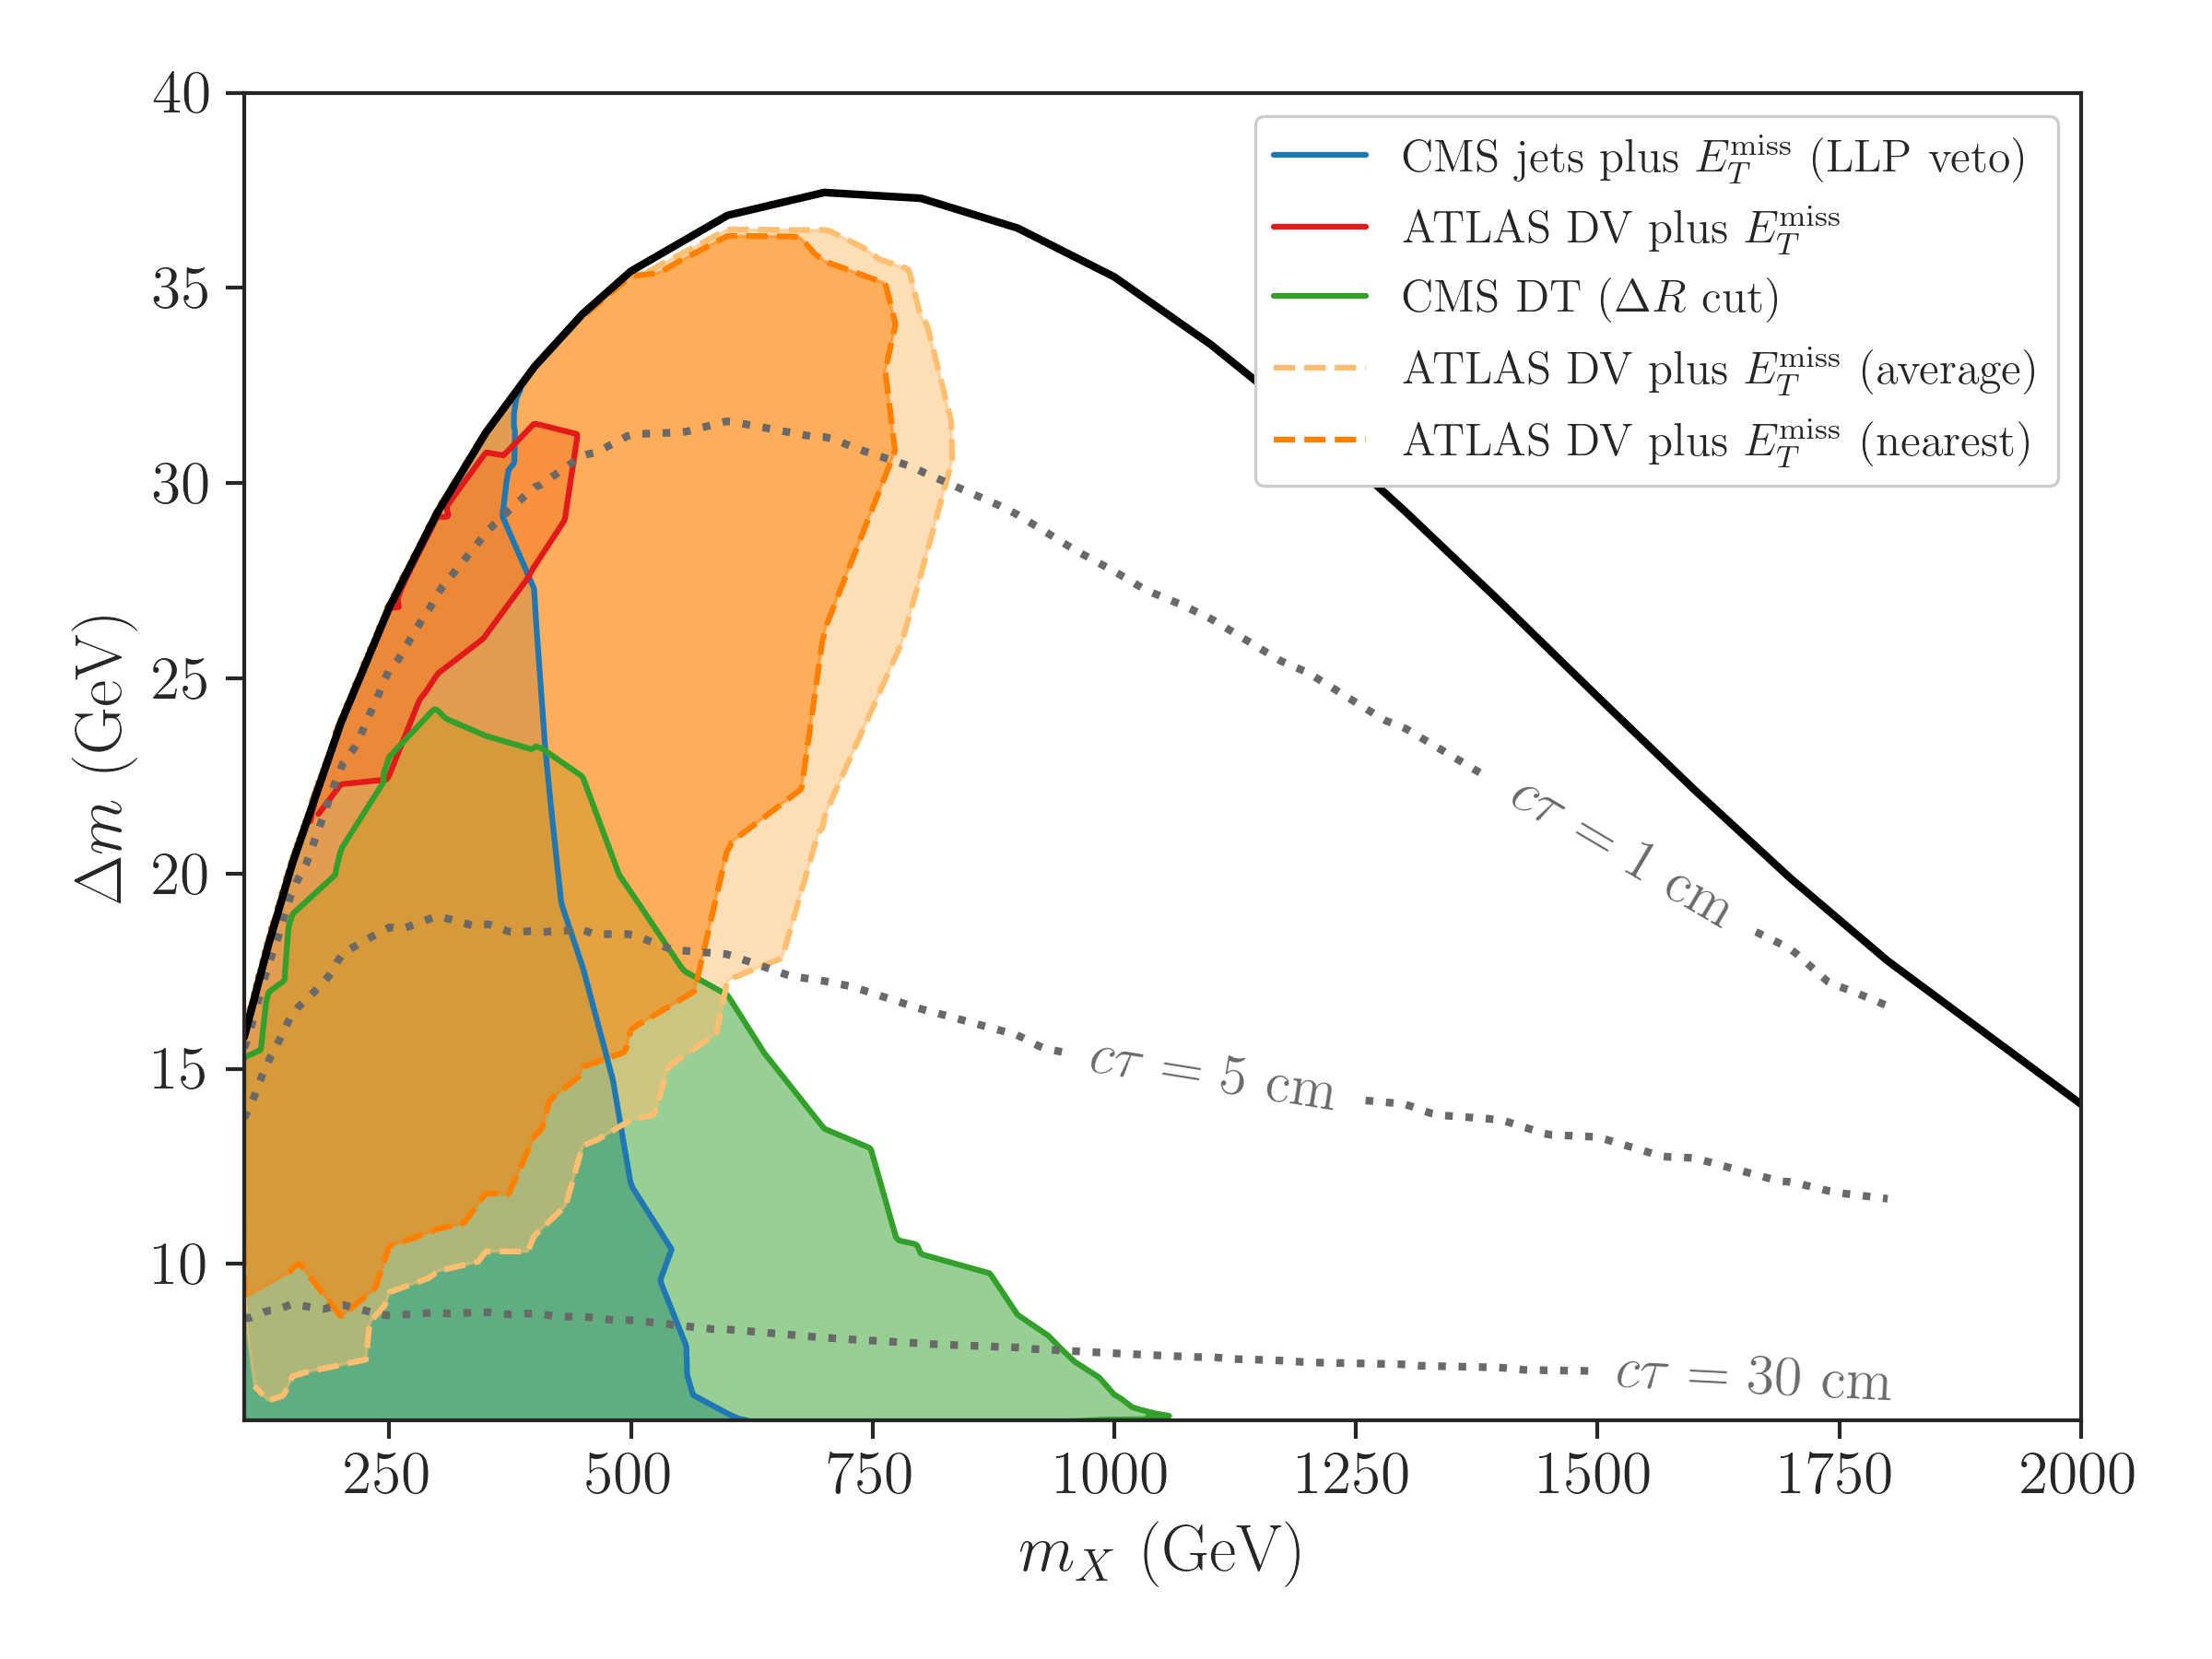 40
35
30
25
20
15
10
Δm (GeV)
CMS jets plus E_T^miss (LLP veto)
ATLAS DV plus E_T^miss
CMS DT (ΔR cut)
ATLAS DV plus E_T^miss (average)
ATLAS DV plus E_T^miss (nearest)
cτ = 1 cm
cτ = 5 cm
cτ = 30 cm
250 500 750 1000 1250 1500 1750 2000
m_X (GeV)